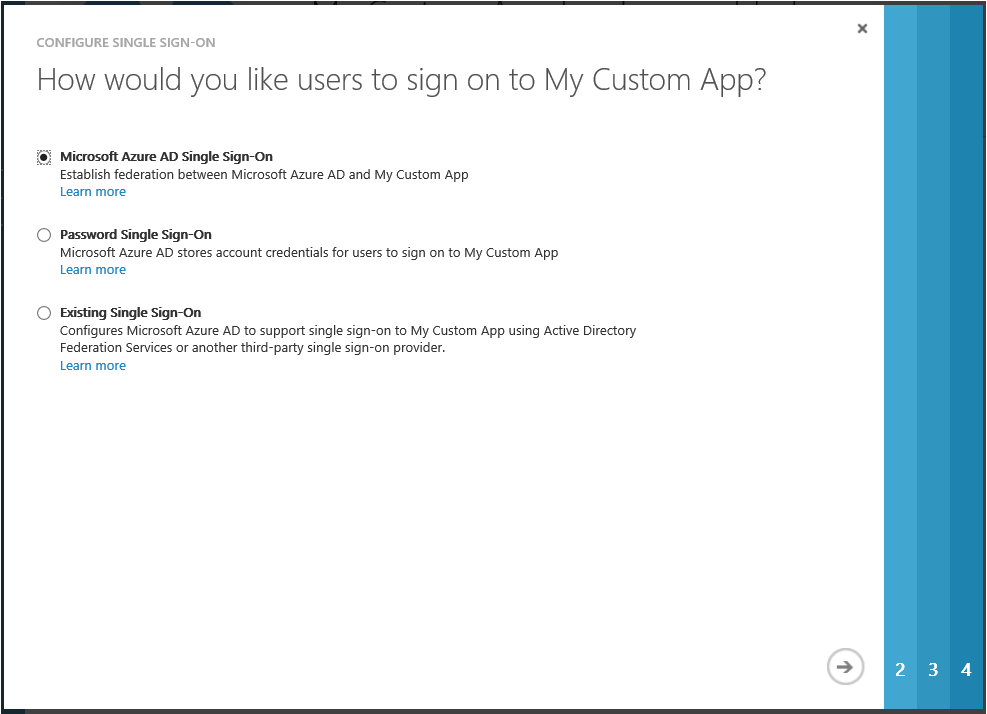 CONFIGURE SINGLE SIGN-ON
How would you like users to sign on to My Custom App?
Microsoft Azure AD Single Sign-On
Establish federation between Microsoft Azure AD and My Custom App
Learn more
Password Single Sign-On
Microsoft Azure AD stores account credentials for users to sign on to My Custom App
Learn more
Existing Single Sign-On
Configures Microsoft Azure AD to support single sign-on to My Custom App using Active Directory
Federation Services or another third-party single sign-on provider.
Learn more
2 3 4